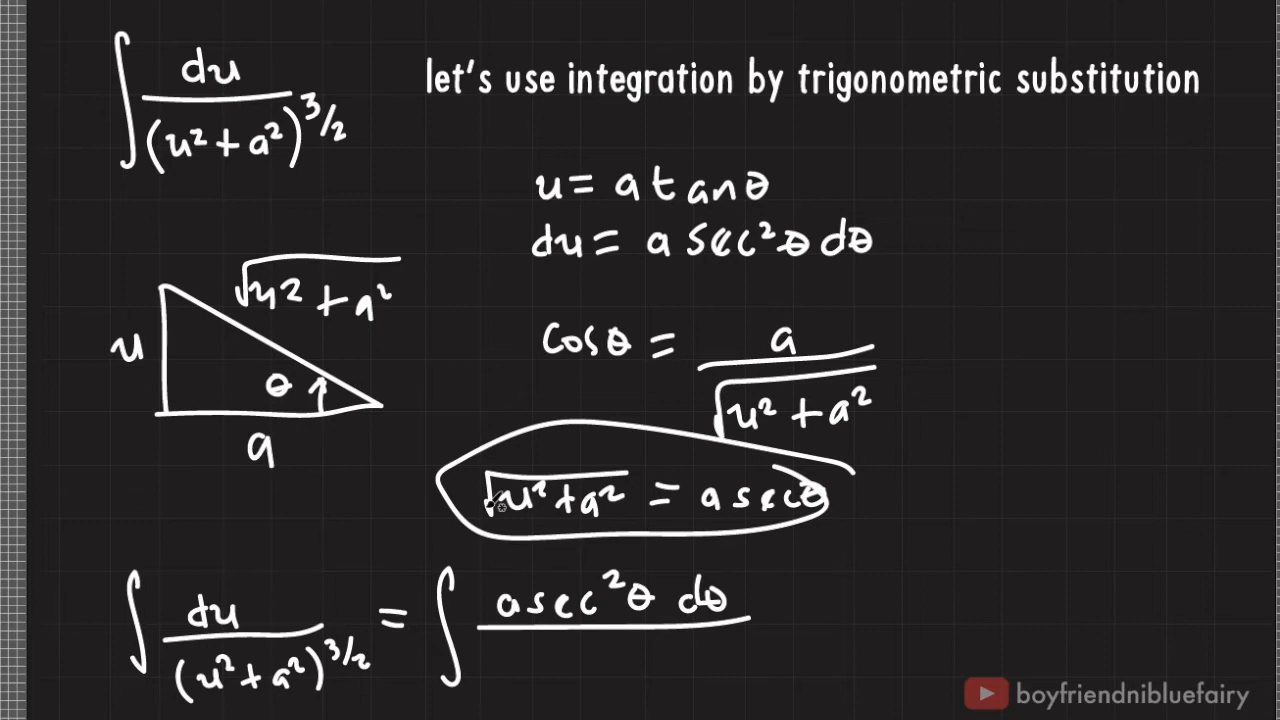 ∫ du / (u² + a²)^3/2
let's use integration by trigonometric substitution
u = a tanθ
du = a sec²θ dθ
√u² + a²
u
θ
a
cosθ = a / √u² + a²
√u² + a² = a secθ
∫ du / (u² + a²)^3/2 = ∫ a sec²θ dθ
boyfriendnibluefairy